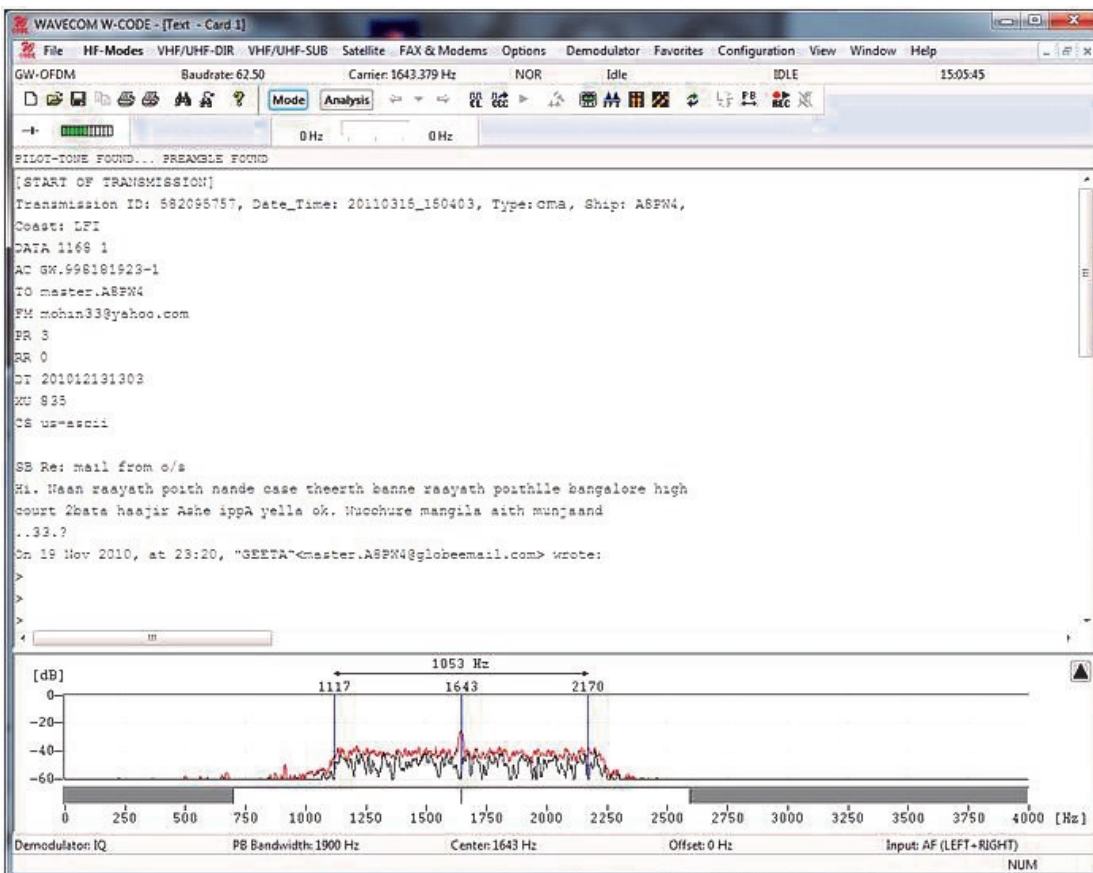 WAVECOM W-CODE - [Text - Card 1]
File HF-Modes VHF/UHF-DIR VHF/UHF-SUB Satellite FAX & Modems Options Demodulator Favorites Configuration View Window Help
GW-OFDM Baudrate: 62.50 Carrier: 1643.379 Hz NOR Idle IDLE 15:05:45
Mode Analysis
0 Hz 0 Hz
PILOT-TONE FOUND... PREAMBLE FOUND
[START OF TRANSMISSION]
Transmission ID: 582095757, Date_Time: 20110315_150403, Type: cma, Ship: A8PW4,
Coast: LFI
DATA 1168 1
AC GW.998181923-1
TO master.A8PW4
FM mohin33@yahoo.com
PR 3
RR 0
DT 201012131303
XU 835
CS us-ascii
SB Re: mail from o/s
Hi. Naan raayath poith nande case theerth banne raayath poithlle bangalore high
court 2bata haajir Ashe ippA yella ok. Nucchure mangila aith munjaand
..33.?
On 19 Nov 2010, at 23:20, "GEETA"<master.A8PW4@globeemail.com> wrote:
>
>
>
[dB] 1053 Hz
1117 1643 2170
0
-20
-40
-60
0 250 500 750 1000 1250 1500 1750 2000 2250 2500 2750 3000 3250 3500 3750 4000 [Hz]
Demodulator: IQ PB Bandwidth: 1900 Hz Center: 1643 Hz Offset: 0 Hz Input: AF (LEFT+RIGHT)
NUM